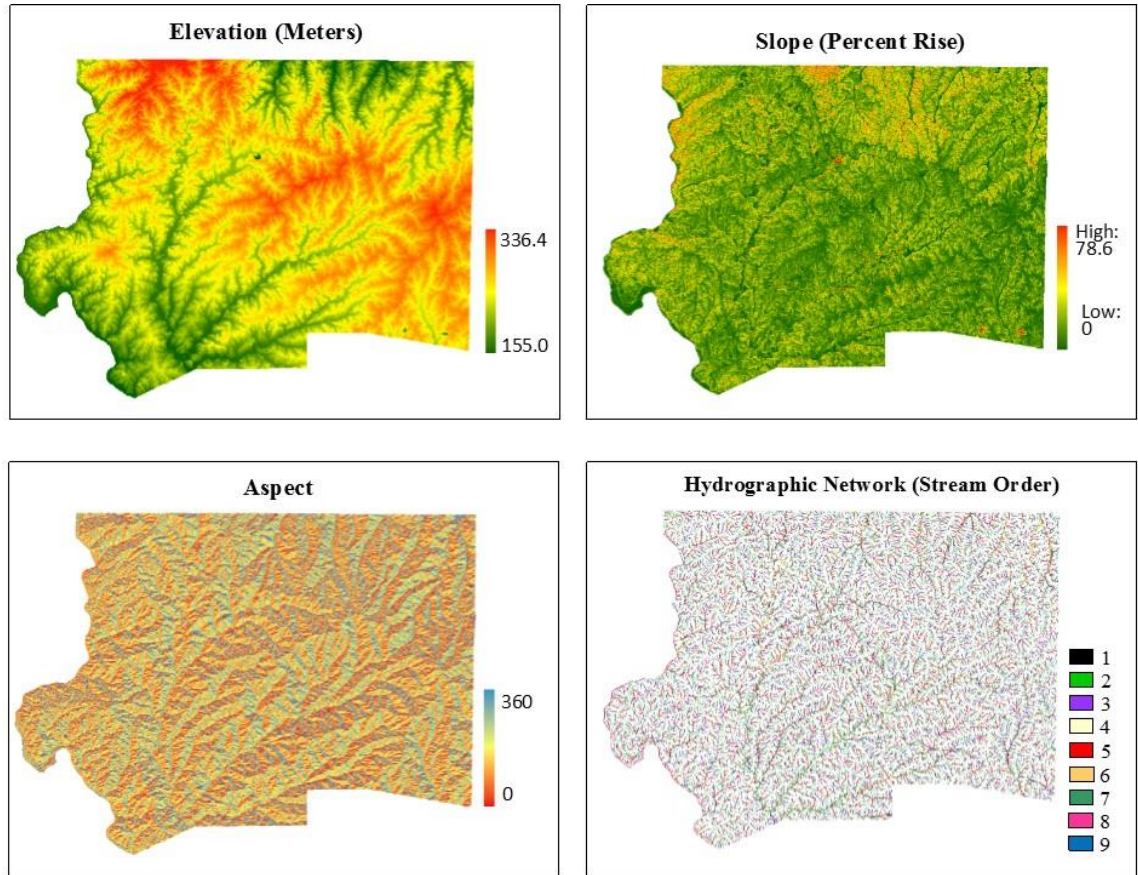 Elevation (Meters)
336.4
155.0
Slope (Percent Rise)
High:
78.6
Low:
0
Aspect
360
0
Hydrographic Network (Stream Order)
1
2
3
4
5
6
7
8
9